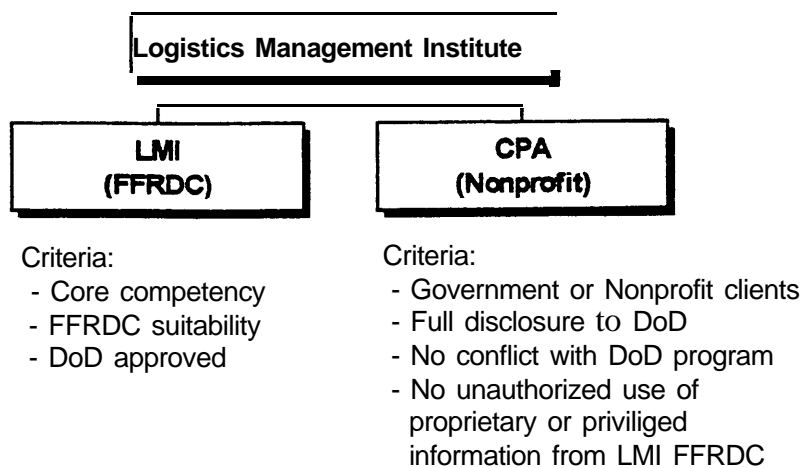 Logistics Management Institute
LMI
(FFRDC)
CPA
(Nonprofit)
Criteria:
- Core competency
- FFRDC suitability
- DoD approved
Criteria:
- Government or Nonprofit clients
- Full disclosure to DoD
- No conflict with DoD program
- No unauthorized use of
proprietary or priviliged
information from LMI FFRDC